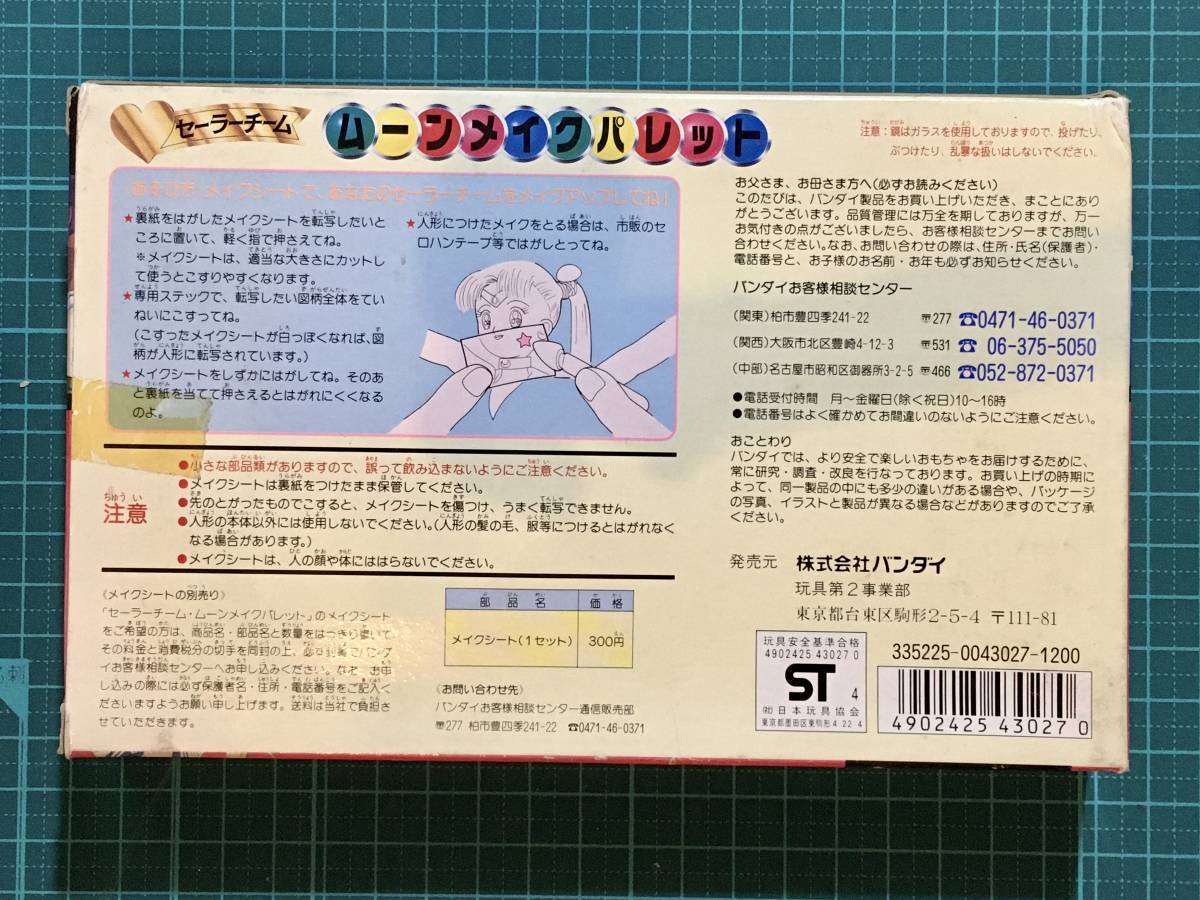 セーラーチーム
ムーンメイクパレット
注意：鏡はガラスを使用しておりますので、投げたり、
ぶつけたり、乱暴な扱いはしないでください。
メイクシートで、あなたのセーラーチームをメイクアップしてね！
★裏紙をはがしたメイクシートを転写したいと
ころに置いて、軽く指で押さえてね。
※メイクシートは、適当な大きさにカットし
て使うとこすりやすくなります。
★専用ステックで、転写したい図柄全体をてい
ねいにこすってね。
(こすったメイクシートが白っぽくなれば、図
柄が人形に転写されています。)
★メイクシートをしずかにはがしてね。そのあ
と裏紙を当てて押さえるとはがれにくくなる
のよ。
★人形につけたメイクをとる場合は、市販のセ
ロハンテープ等ではがしとってね。
注意
●小さな部品類がありますので、誤って飲み込まないようにご注意ください。
●メイクシートは裏紙をつけたまま保管してください。
●先のとがったものでこすると、メイクシートを傷つけ、うまく転写できません。
●人形の本体以外には使用しないでください。(人形の髪の毛、服等につけるとはがれなく
なる場合があります。)
●メイクシートは、人の顔や体にははらないでください。
《メイクシートの別売り》
「セーラーチーム・ムーンメイクパレット」のメイクシート
をご希望の方は、商品名・部品名と数量をはっきり書いて
その料金と消費税分の切手を同封の上、必ず封書でバンダ
イお客様相談センターへお申し込みください。なお、お申
し込みの際には必ず保護者名・住所・電話番号をご記入く
ださいますようお願い申し上げます。送料は当社で負担さ
せていただきます。
部品名 価格
メイクシート(1セット) 300円
《お問い合わせ先》
バンダイお客様相談センター通信販売部
〒277 柏市豊四季241-22 ☎0471-46-0371
お父さま、お母さま方へ(必ずお読みください)
このたびは、バンダイ製品をお買い上げいただき、まことにあり
がとうございます。品質管理には万全を期しておりますが、万一
お気付きの点がございましたら、お客様相談センターまでお問い
合わせください。なお、お問い合わせの際は、住所・氏名(保護者)・
電話番号と、お子様のお名前・お年も必ずお知らせください。
バンダイお客様相談センター
(関東)柏市豊四季241-22 〒277 ☎0471-46-0371
(関西)大阪市北区豊崎4-12-3 〒531 ☎06-375-5050
(中部)名古屋市昭和区御器所3-2-5 〒466 ☎052-872-0371
●電話受付時間 月～金曜日(除く祝日)10～16時
●電話番号はよく確かめてお間違いのないようにご注意ください。
おことわり
バンダイでは、より安全で楽しいおもちゃをお届けするために、
常に研究・調査・改良を行なっております。お買い上げの時期に
よって、同一製品の中にも多少の違いがある場合や、パッケージ
の写真、イラストと製品が異なる場合などがありますのでご了承
ください。
発売元 株式会社バンダイ
玩具第2事業部
東京都台東区駒形2-5-4 〒111-81
玩具安全基準合格
4902425 43027 0
ST 4
(社)日本玩具協会
東京都墨田区東駒形4 22 4
335225-0043027-1200
4902425 430270